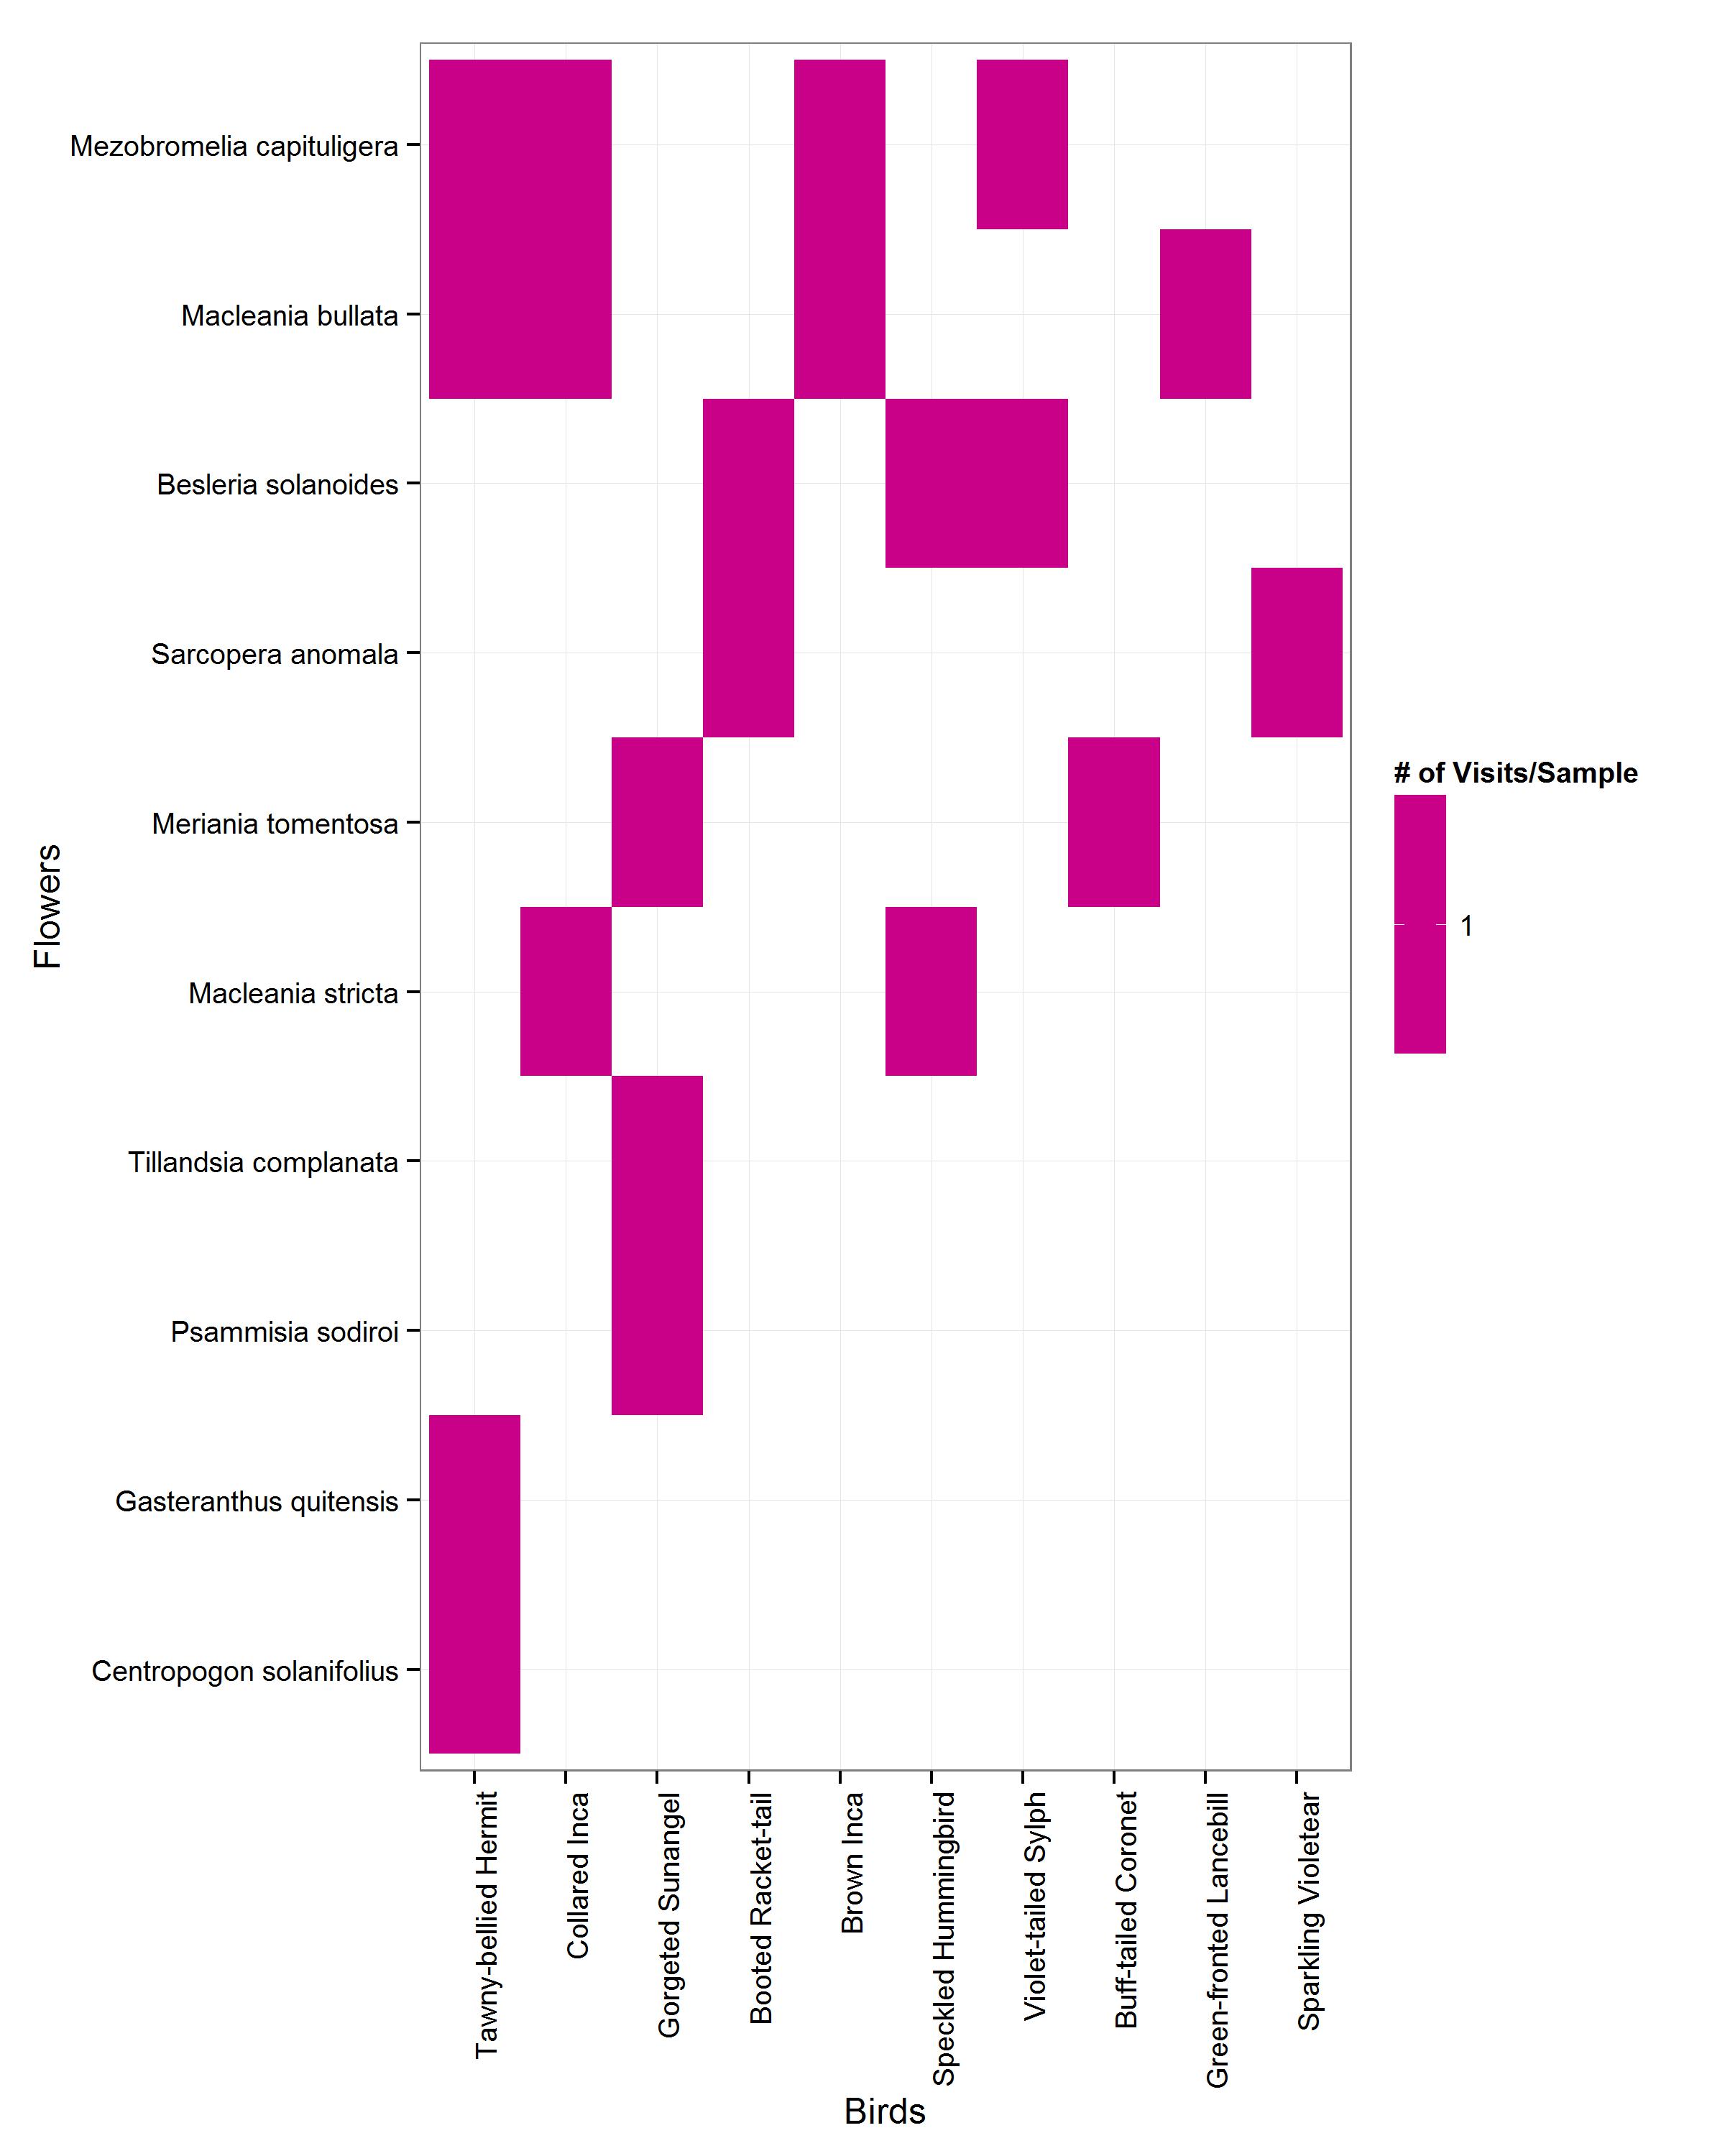 Mezobromelia capituligera
Macleania bullata
Besleria solanoides
Sarcopera anomala
Meriania tomentosa
Macleania stricta
Tillandsia complanata
Psammisia sodiroi
Gasteranthus quitensis
Centropogon solanifolius
Flowers
# of Visits/Sample
1
Tawny-bellied Hermit
Collared Inca
Gorgeted Sunangel
Booted Racket-tail
Brown Inca
Speckled Hummingbird
Violet-tailed Sylph
Buff-tailed Coronet
Green-fronted Lancebill
Sparkling Violetear
Birds